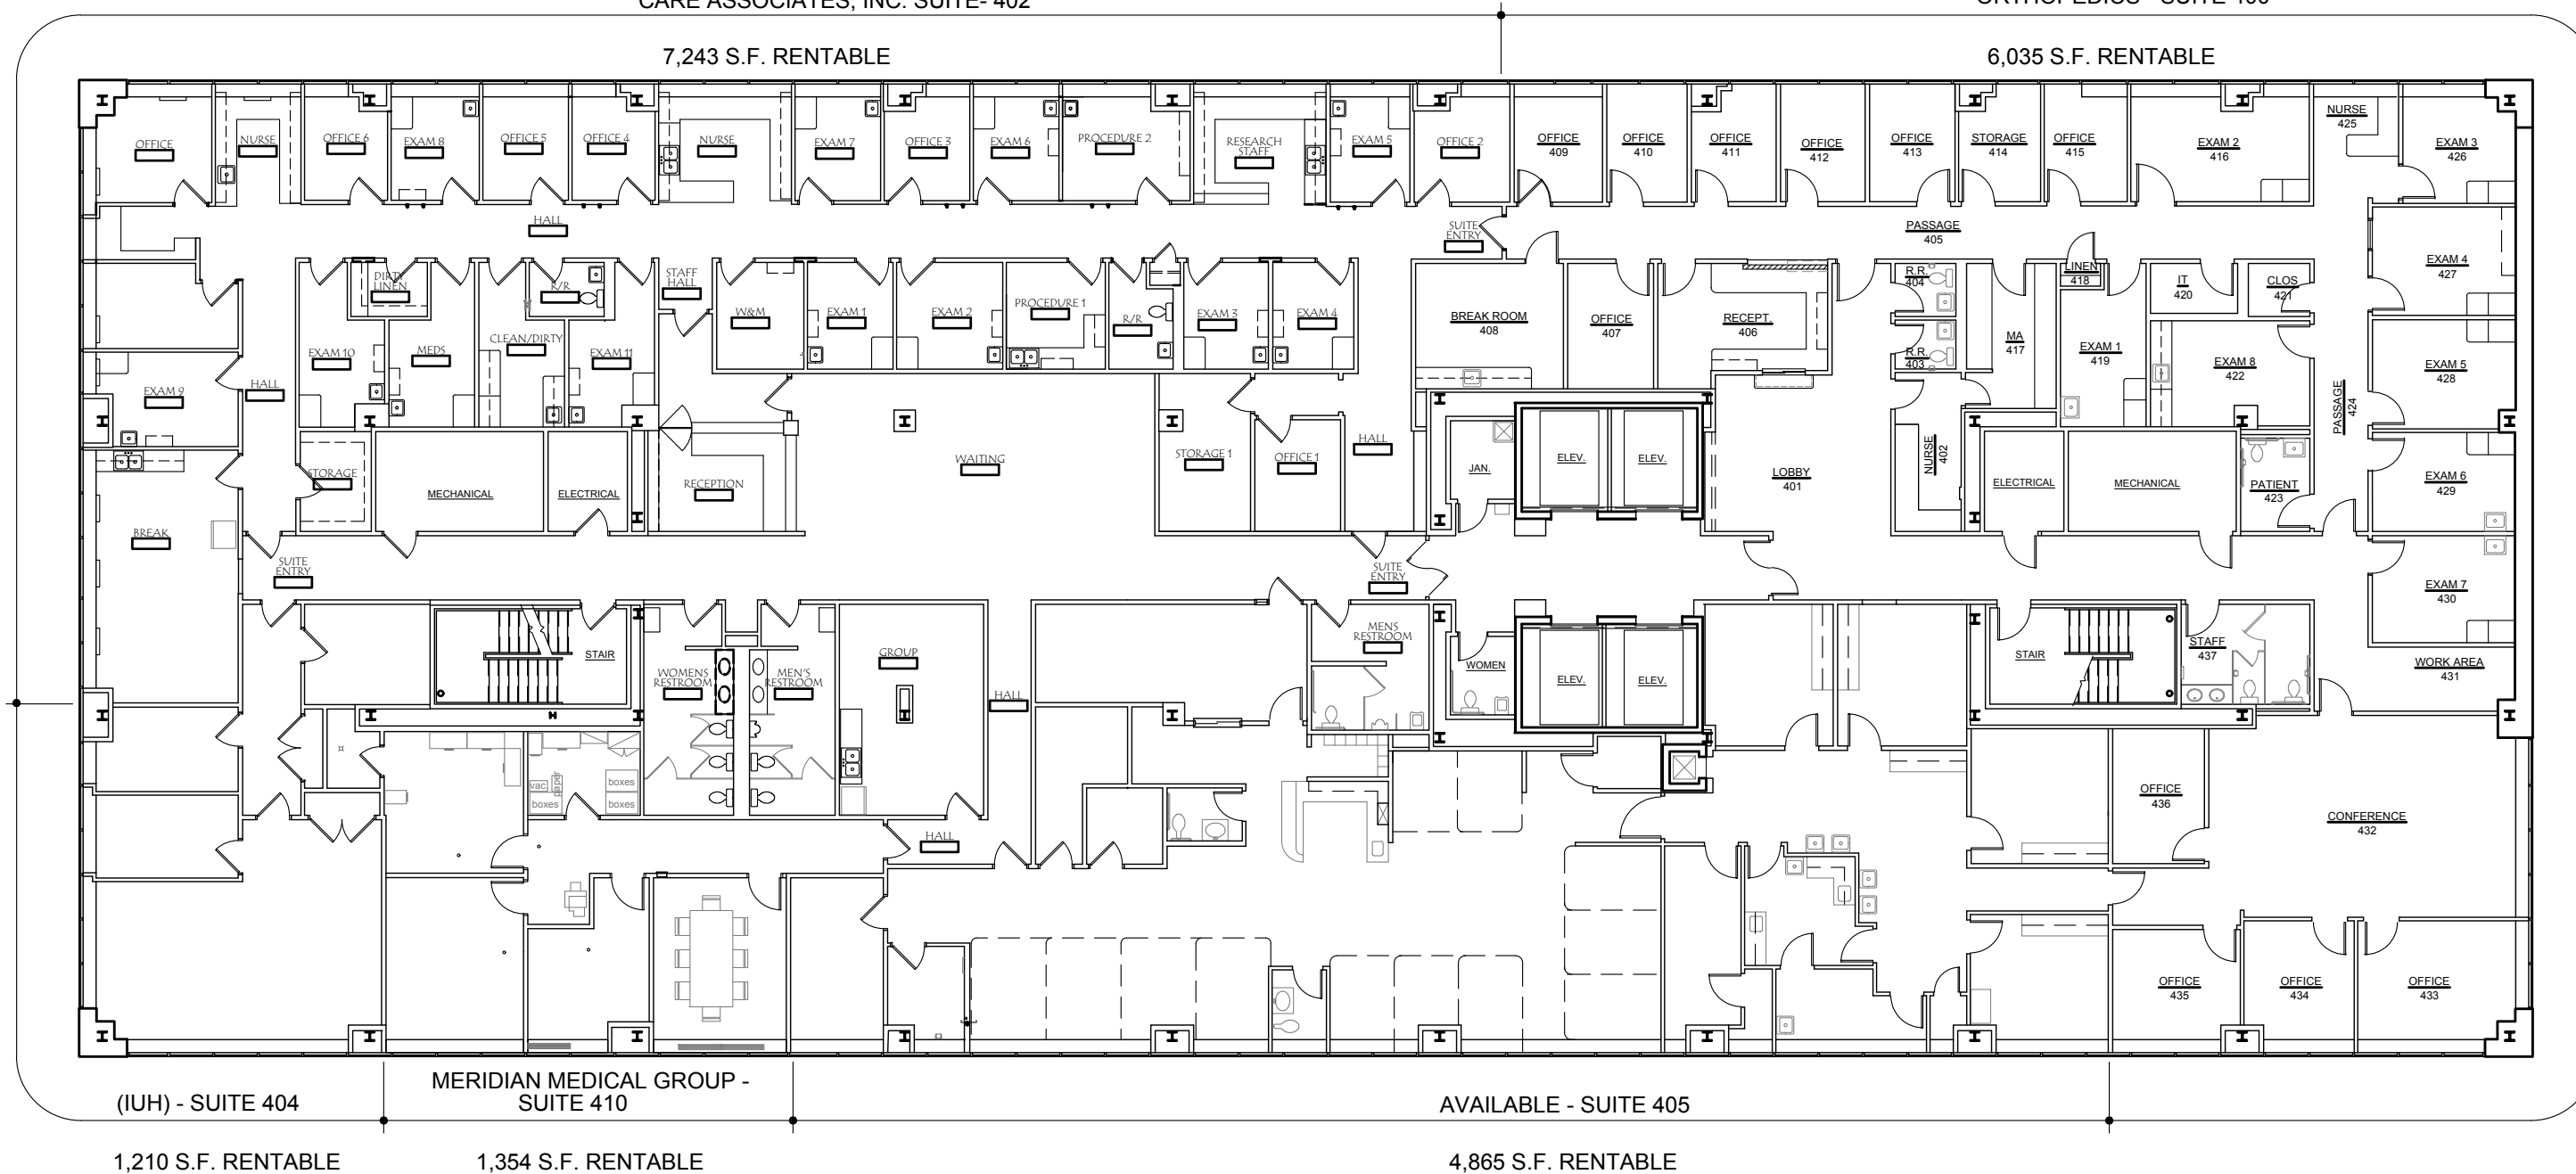 CARE ASSOCIATES, INC. SUITE- 402
7,243 S.F. RENTABLE
6,035 S.F. RENTABLE
OFFICE
NURSE
OFFICE 6
EXAM 8
OFFICE 5
OFFICE 4
NURSE
EXAM 7
OFFICE 3
EXAM 6
PROCEDURE 2
RESEARCH
STAFF
EXAM 5
OFFICE 2
OFFICE
409
OFFICE
410
OFFICE
411
OFFICE
412
OFFICE
413
STORAGE
414
OFFICE
415
EXAM 2
416
NURSE
425
EXAM 3
426
HALL
SUITE
ENTRY
PASSAGE
405
DIRTY
LINEN
R/R
STAFF
HALL
W&M
EXAM 1
EXAM 2
PROCEDURE 1
R/R
EXAM 3
EXAM 4
BREAK ROOM
408
OFFICE
407
RECEPT.
406
R.R.
404
R.R.
403
MA
417
LINEN
418
EXAM 1
419
IT
420
CLOS
421
EXAM 8
422
EXAM 4
427
EXAM 5
428
PASSAGE
424
EXAM 9
HALL
EXAM 10
MEDS
CLEAN/DIRTY
EXAM 11
STORAGE
MECHANICAL
ELECTRICAL
RECEPTION
WAITING
STORAGE 1
OFFICE 1
HALL
JAN.
ELEV.
ELEV.
LOBBY
401
NURSE
402
ELECTRICAL
MECHANICAL
PATIENT
423
EXAM 6
429
BREAK
SUITE
ENTRY
SUITE
ENTRY
EXAM 7
430
STAIR
WOMENS
RESTROOM
MEN'S
RESTROOM
GROUP
HALL
MENS
RESTROOM
WOMEN
ELEV.
ELEV.
STAIR
STAFF
437
WORK AREA
431
vac.
paper
boxes
boxes
boxes
HALL
OFFICE
436
CONFERENCE
432
OFFICE
435
OFFICE
434
OFFICE
433
(IUH) - SUITE 404
MERIDIAN MEDICAL GROUP -
SUITE 410
AVAILABLE - SUITE 405
1,210 S.F. RENTABLE
1,354 S.F. RENTABLE
4,865 S.F. RENTABLE